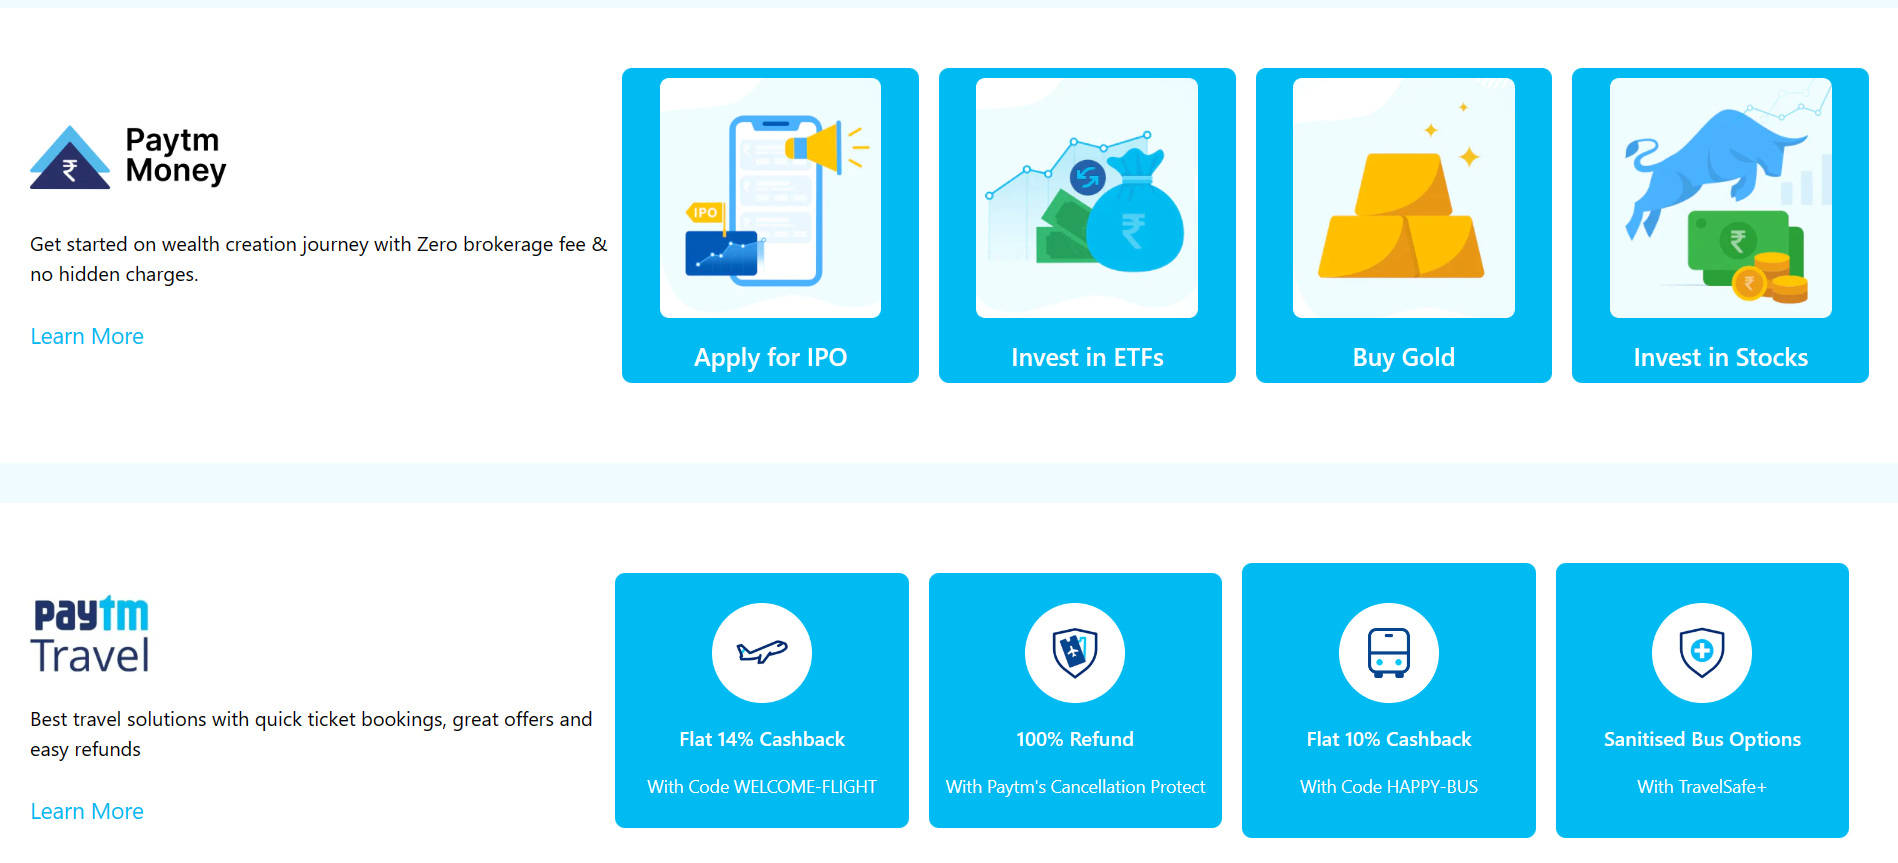 Paytm
Money
Get started on wealth creation journey with Zero brokerage fee &
no hidden charges.
Learn More
IPO
Apply for IPO
Invest in ETFs
Buy Gold
Invest in Stocks
paytm
Travel
Best travel solutions with quick ticket bookings, great offers and
easy refunds
Learn More
Flat 14% Cashback
With Code WELCOME-FLIGHT
100% Refund
With Paytm's Cancellation Protect
Flat 10% Cashback
With Code HAPPY-BUS
Sanitised Bus Options
With TravelSafe+